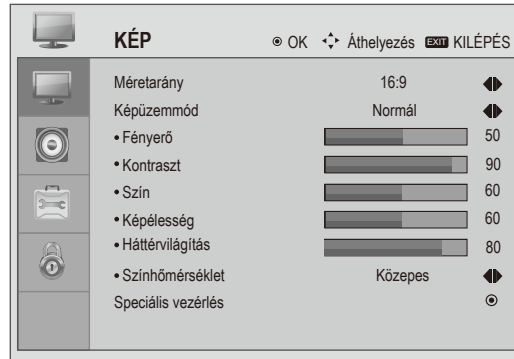 KÉP OK Áthelyezés EXIT KILÉPÉS
Méretarány 16:9
Képüzemmód Normál
• Fényerő 50
• Kontraszt 90
• Szín 60
• Képélesség 60
• Háttérvilágítás 80
• Színhőmérséklet Közepes
Speciális vezérlés